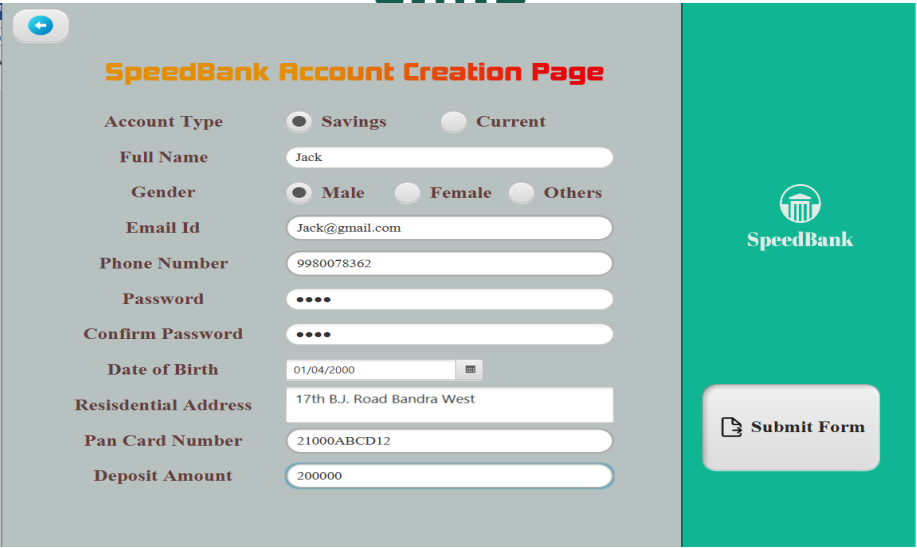 SpeedBank Account Creation Page
Account Type Savings Current
Full Name Jack
Gender Male Female Others
Email Id Jack@gmail.com
Phone Number 9980078362
Password ••••
Confirm Password ••••
Date of Birth 01/04/2000
Resisdential Address 17th B.J. Road Bandra West
Pan Card Number 21000ABCD12
Deposit Amount 200000
SpeedBank
Submit Form